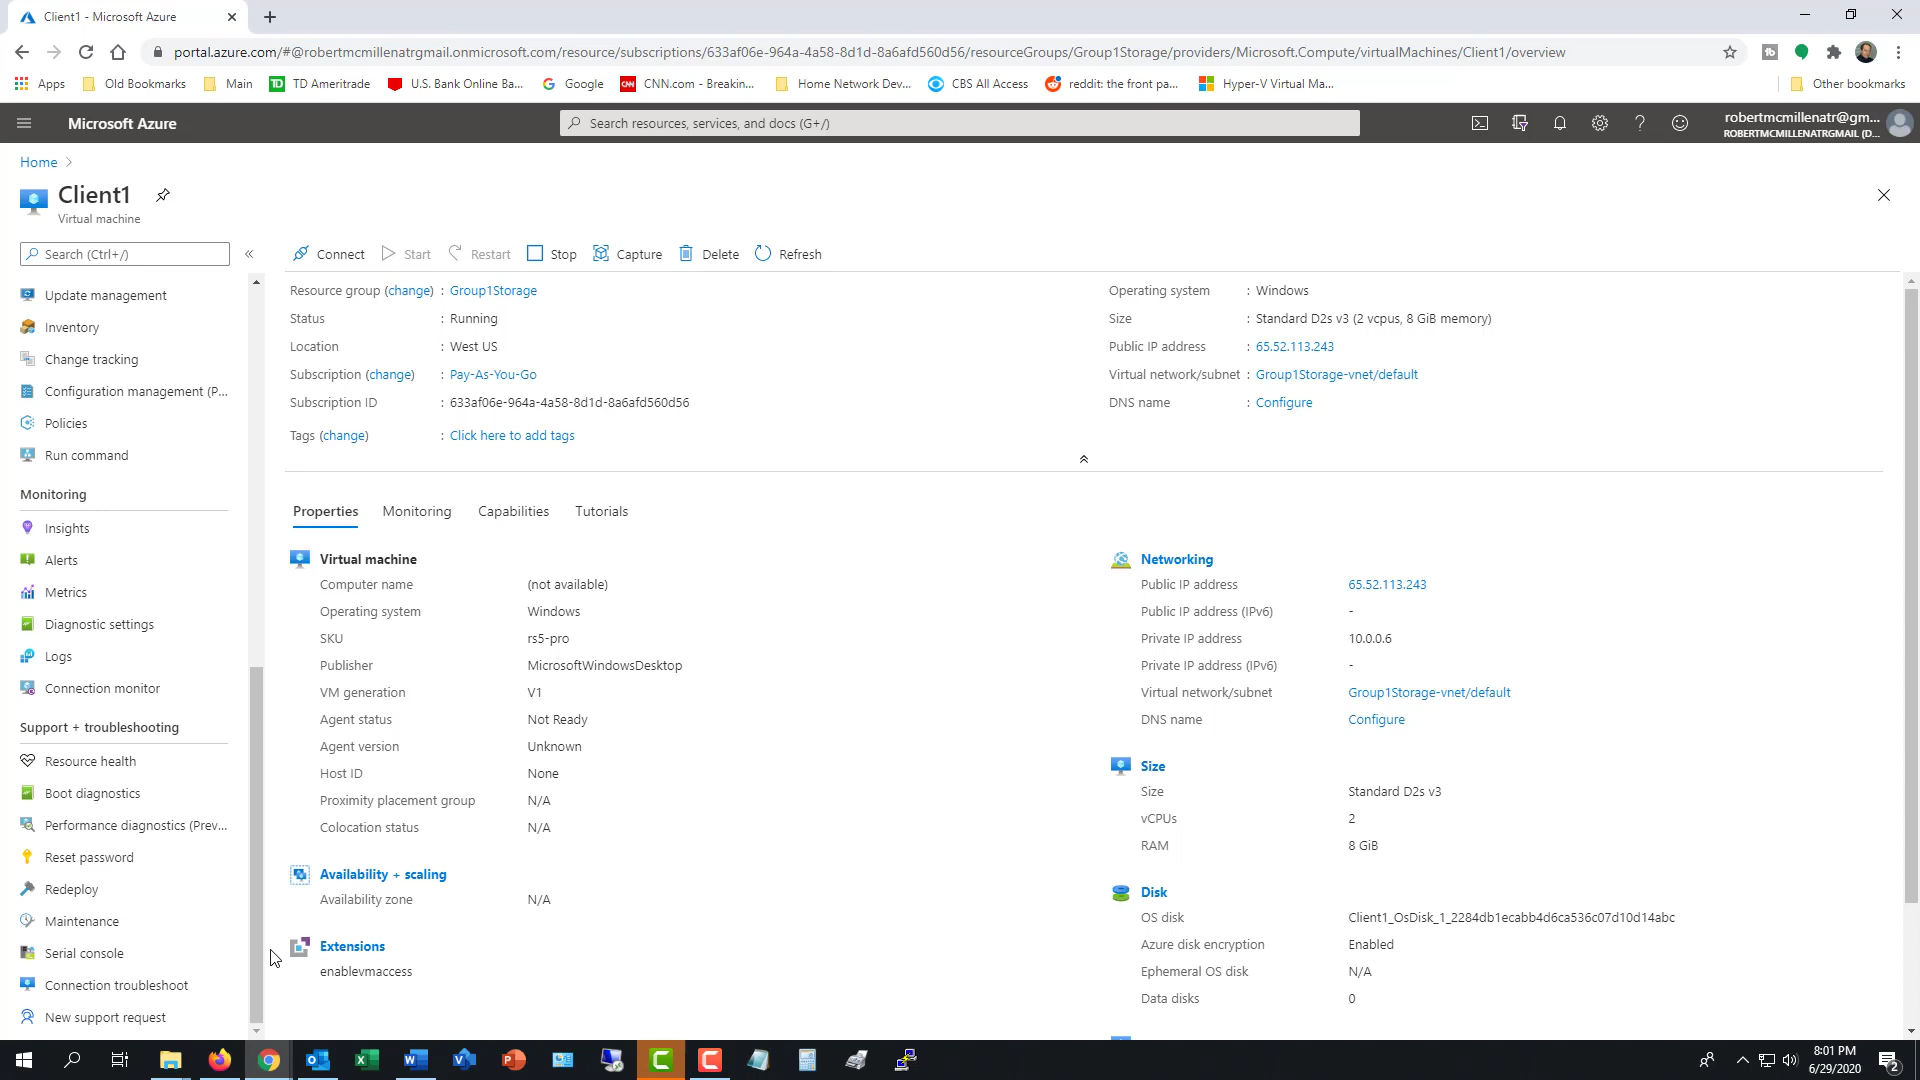 Client1 - Microsoft Azure
portal.azure.com/#@robertmcmillenatrgmail.onmicrosoft.com/resource/subscriptions/633af06e-964a-4a58-8d1d-8a6afd560d56/resourceGroups/Group1Storage/providers/Microsoft.Compute/virtualMachines/Client1/overview
Apps Old Bookmarks Main TD Ameritrade U.S. Bank Online Ba... Google CNN.com - Breakin... Home Network Dev... CBS All Access reddit: the front pa... Hyper-V Virtual Ma... Other bookmarks
Microsoft Azure
Search resources, services, and docs (G+/)
robertmcmillenatr@gm...
ROBERTMCMILLENATRGMAIL (D...
Home
Client1
Virtual machine
Search (Ctrl+/)
Connect Start Restart Stop Capture Delete Refresh
Update management
Inventory
Change tracking
Configuration management (P...
Policies
Run command
Monitoring
Insights
Alerts
Metrics
Diagnostic settings
Logs
Connection monitor
Support + troubleshooting
Resource health
Boot diagnostics
Performance diagnostics (Prev...
Reset password
Redeploy
Maintenance
Serial console
Connection troubleshoot
New support request
Resource group (change) : Group1Storage
Status : Running
Location : West US
Subscription (change) : Pay-As-You-Go
Subscription ID : 633af06e-964a-4a58-8d1d-8a6afd560d56
Tags (change) : Click here to add tags
Operating system : Windows
Size : Standard D2s v3 (2 vcpus, 8 GiB memory)
Public IP address : 65.52.113.243
Virtual network/subnet : Group1Storage-vnet/default
DNS name : Configure
Properties Monitoring Capabilities Tutorials
Virtual machine
Computer name (not available)
Operating system Windows
SKU rs5-pro
Publisher MicrosoftWindowsDesktop
VM generation V1
Agent status Not Ready
Agent version Unknown
Host ID None
Proximity placement group N/A
Colocation status N/A
Availability + scaling
Availability zone N/A
Extensions
enablevmaccess
Networking
Public IP address 65.52.113.243
Public IP address (IPv6) -
Private IP address 10.0.0.6
Private IP address (IPv6) -
Virtual network/subnet Group1Storage-vnet/default
DNS name Configure
Size
Size Standard D2s v3
vCPUs 2
RAM 8 GiB
Disk
OS disk Client1_OsDisk_1_2284db1ecabb4d6ca536c07d10d14abc
Azure disk encryption Enabled
Ephemeral OS disk N/A
Data disks 0
8:01 PM
6/29/2020
2